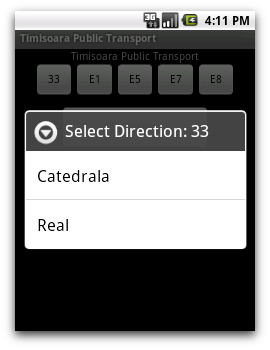 4:11 PM
Timisoara Public Transport
Timisoara Public Transport
33 E1 E5 E7 E8
Select Direction: 33
Catedrala
Real